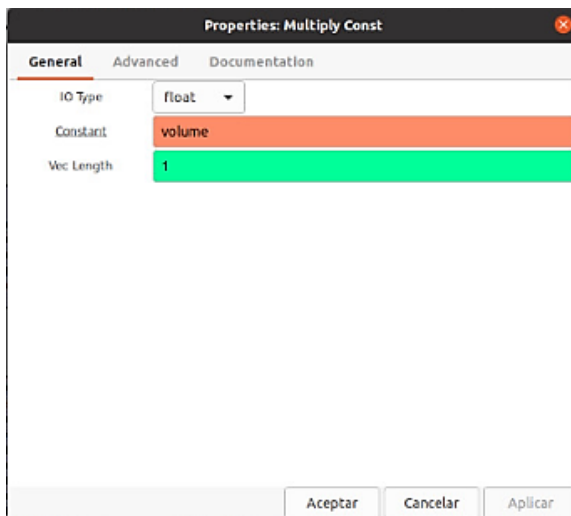 Properties: Multiply Const
General Advanced Documentation
IO Type float
Constant volume
Vec Length 1
Aceptar Cancelar Aplicar